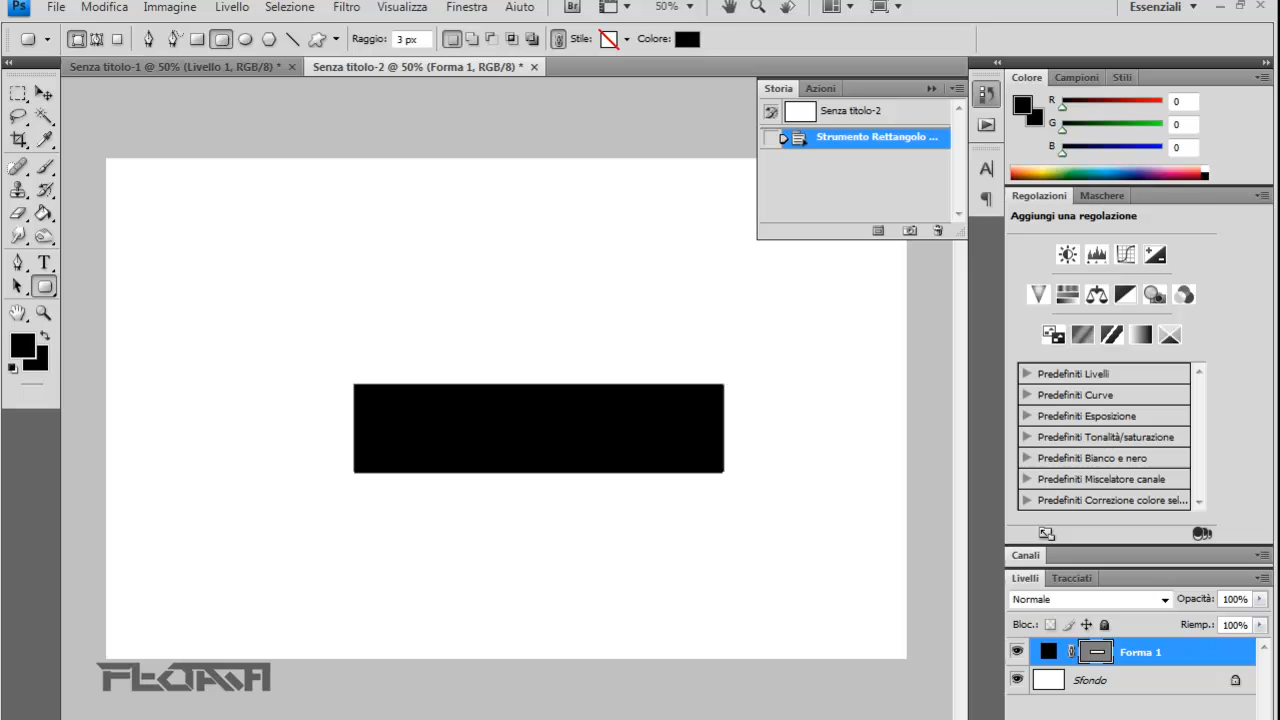 Ps File Modifica Immagine Livello Selezione Filtro Analisi Visualizza Finestra Aiuto Br 50% Essenziali
Raggio: 3 px Stile: Colore:
Senza titolo-1 @ 50% (Livello 1, RGB/8) * Senza titolo-2 @ 50% (Forma 1, RGB/8) *
Storia Azioni
Senza titolo-2
Strumento Rettangolo ...
Colore Campioni Stili
R 0
G 0
B 0
Regolazioni Maschere
Aggiungi una regolazione
Predefiniti Livelli
Predefiniti Curve
Predefiniti Esposizione
Predefiniti Tonalità/saturazione
Predefiniti Bianco e nero
Predefiniti Miscelatore canale
Predefiniti Correzione colore sel...
Canali
Livelli Tracciati
Normale Opacità: 100%
Bloc.: Riemp.: 100%
Forma 1
Sfondo